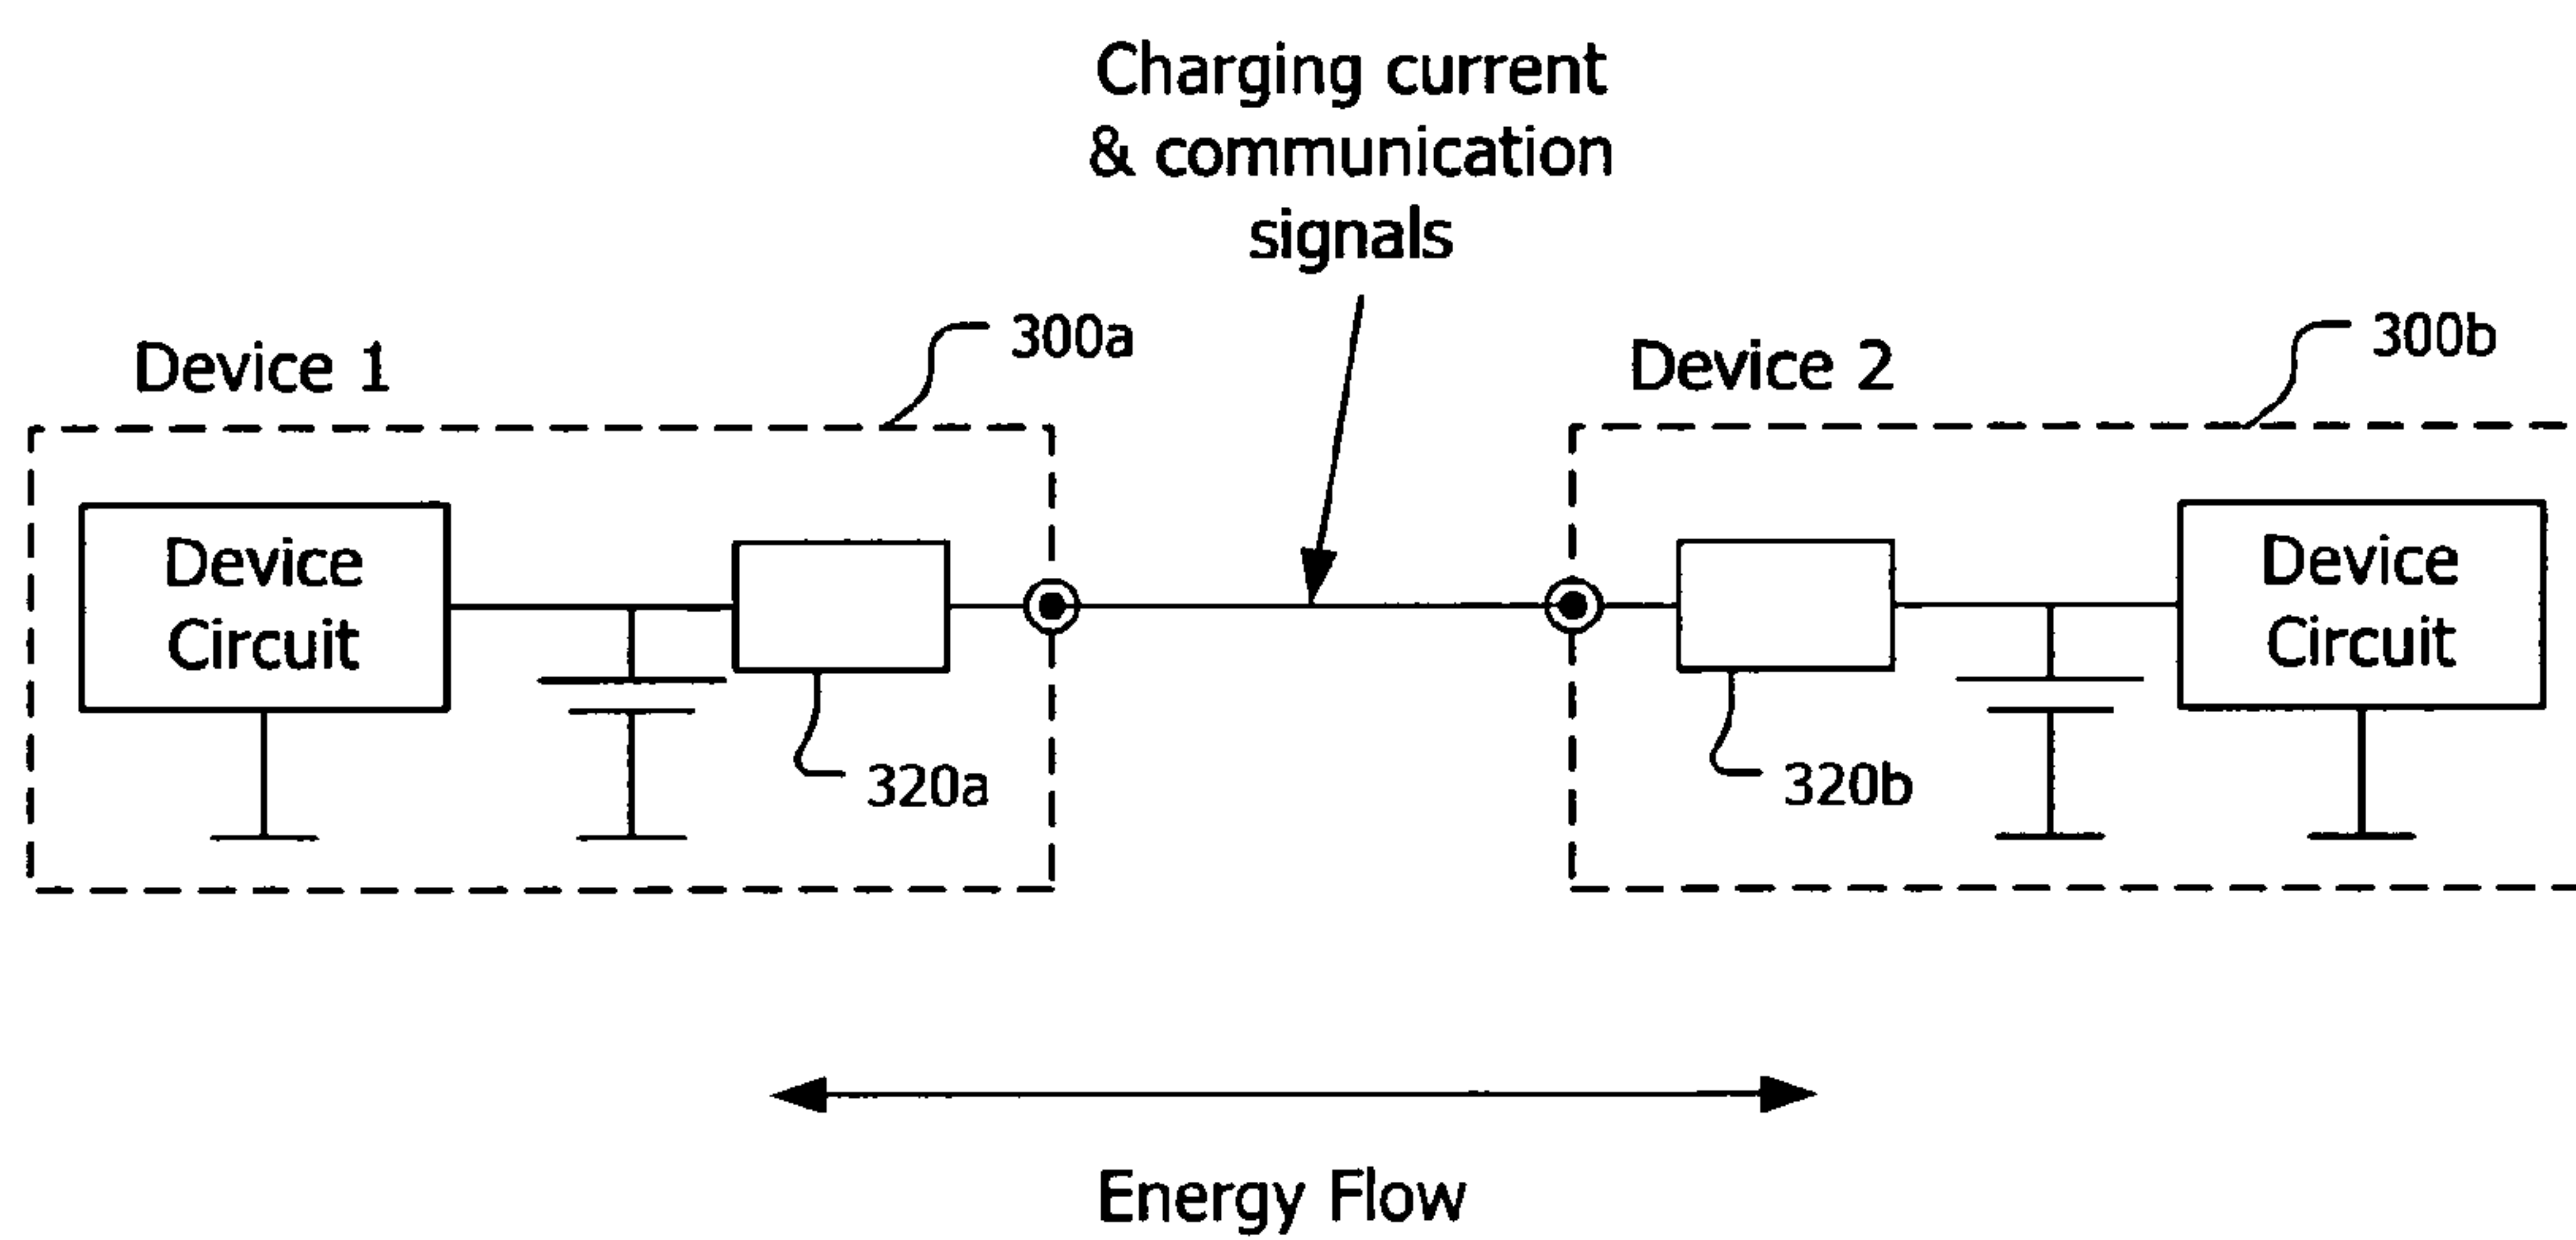 Charging current
& communication
signals
Device 1
300a
Device 2
300b
Device
Circuit
Device
Circuit
320a
320b
Energy Flow